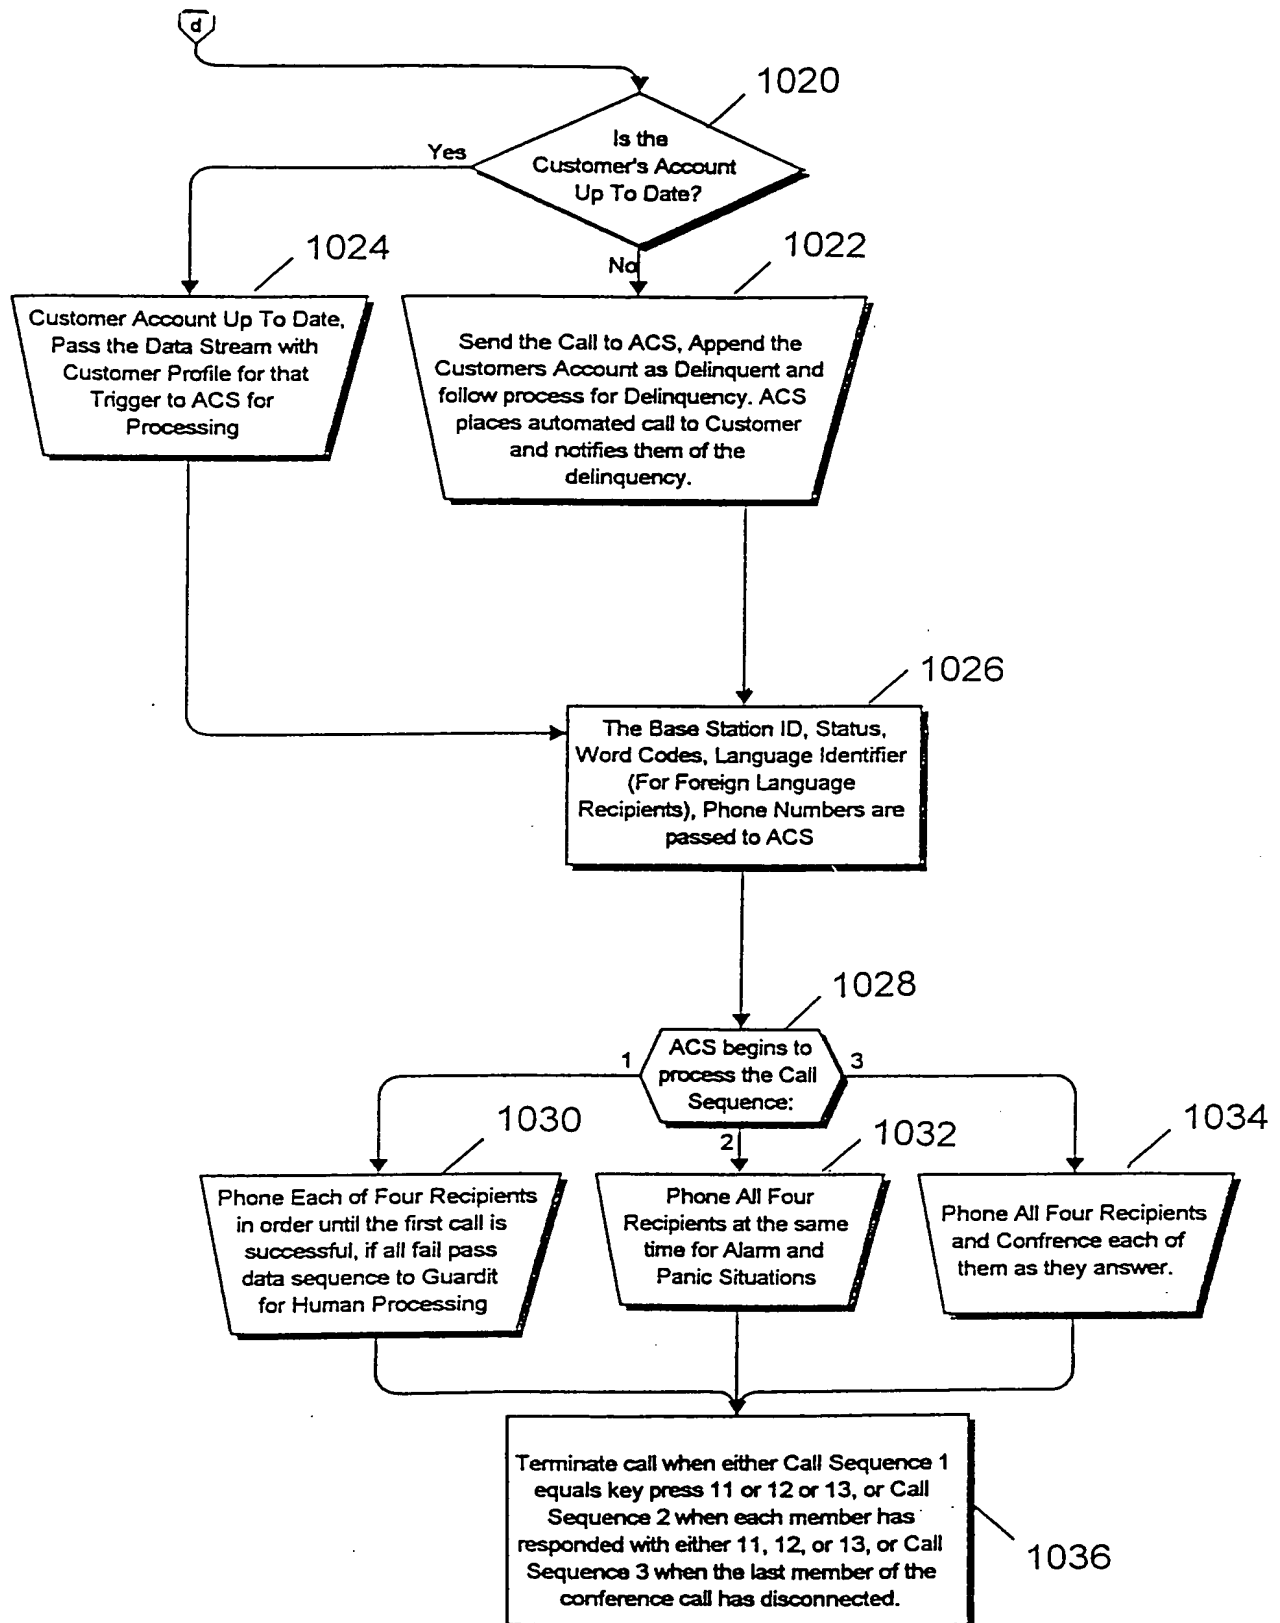 d
1020
Is the
Customer's Account
Up To Date?
Yes
No
1024
Customer Account Up To Date,
Pass the Data Stream with
Customer Profile for that
Trigger to ACS for
Processing
1022
Send the Call to ACS, Append the
Customers Account as Delinquent and
follow process for Delinquency. ACS
places automated call to Customer
and notifies them of the
delinquency.
1026
The Base Station ID, Status,
Word Codes, Language Identifier
(For Foreign Language
Recipients), Phone Numbers are
passed to ACS
1028
ACS begins to
process the Call
Sequence:
1
2
3
1030
Phone Each of Four Recipients
in order until the first call is
successful, if all fail pass
data sequence to Guardit
for Human Processing
1032
Phone All Four
Recipients at the same
time for Alarm and
Panic Situations
1034
Phone All Four Recipients
and Confrence each of
them as they answer.
Terminate call when either Call Sequence 1
equals key press 11 or 12 or 13, or Call
Sequence 2 when each member has
responded with either 11, 12, or 13, or Call
Sequence 3 when the last member of the
conference call has disconnected.
1036